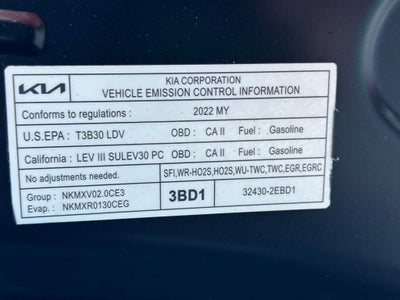 KIA CORPORATION
VEHICLE EMISSION CONTROL INFORMATION
Conforms to regulations : 2022 MY
U.S.EPA : T3B30 LDV OBD : CA II Fuel : Gasoline
California : LEV III SULEV30 PC OBD : CA II Fuel : Gasoline
No adjustments needed. SFI,WR-HO2S,HO2S,WU-TWC,TWC,EGR,EGRC
Group : NKMXV02.0CE3
Evap. : NKMXR0130CEG
3BD1
32430-2EBD1